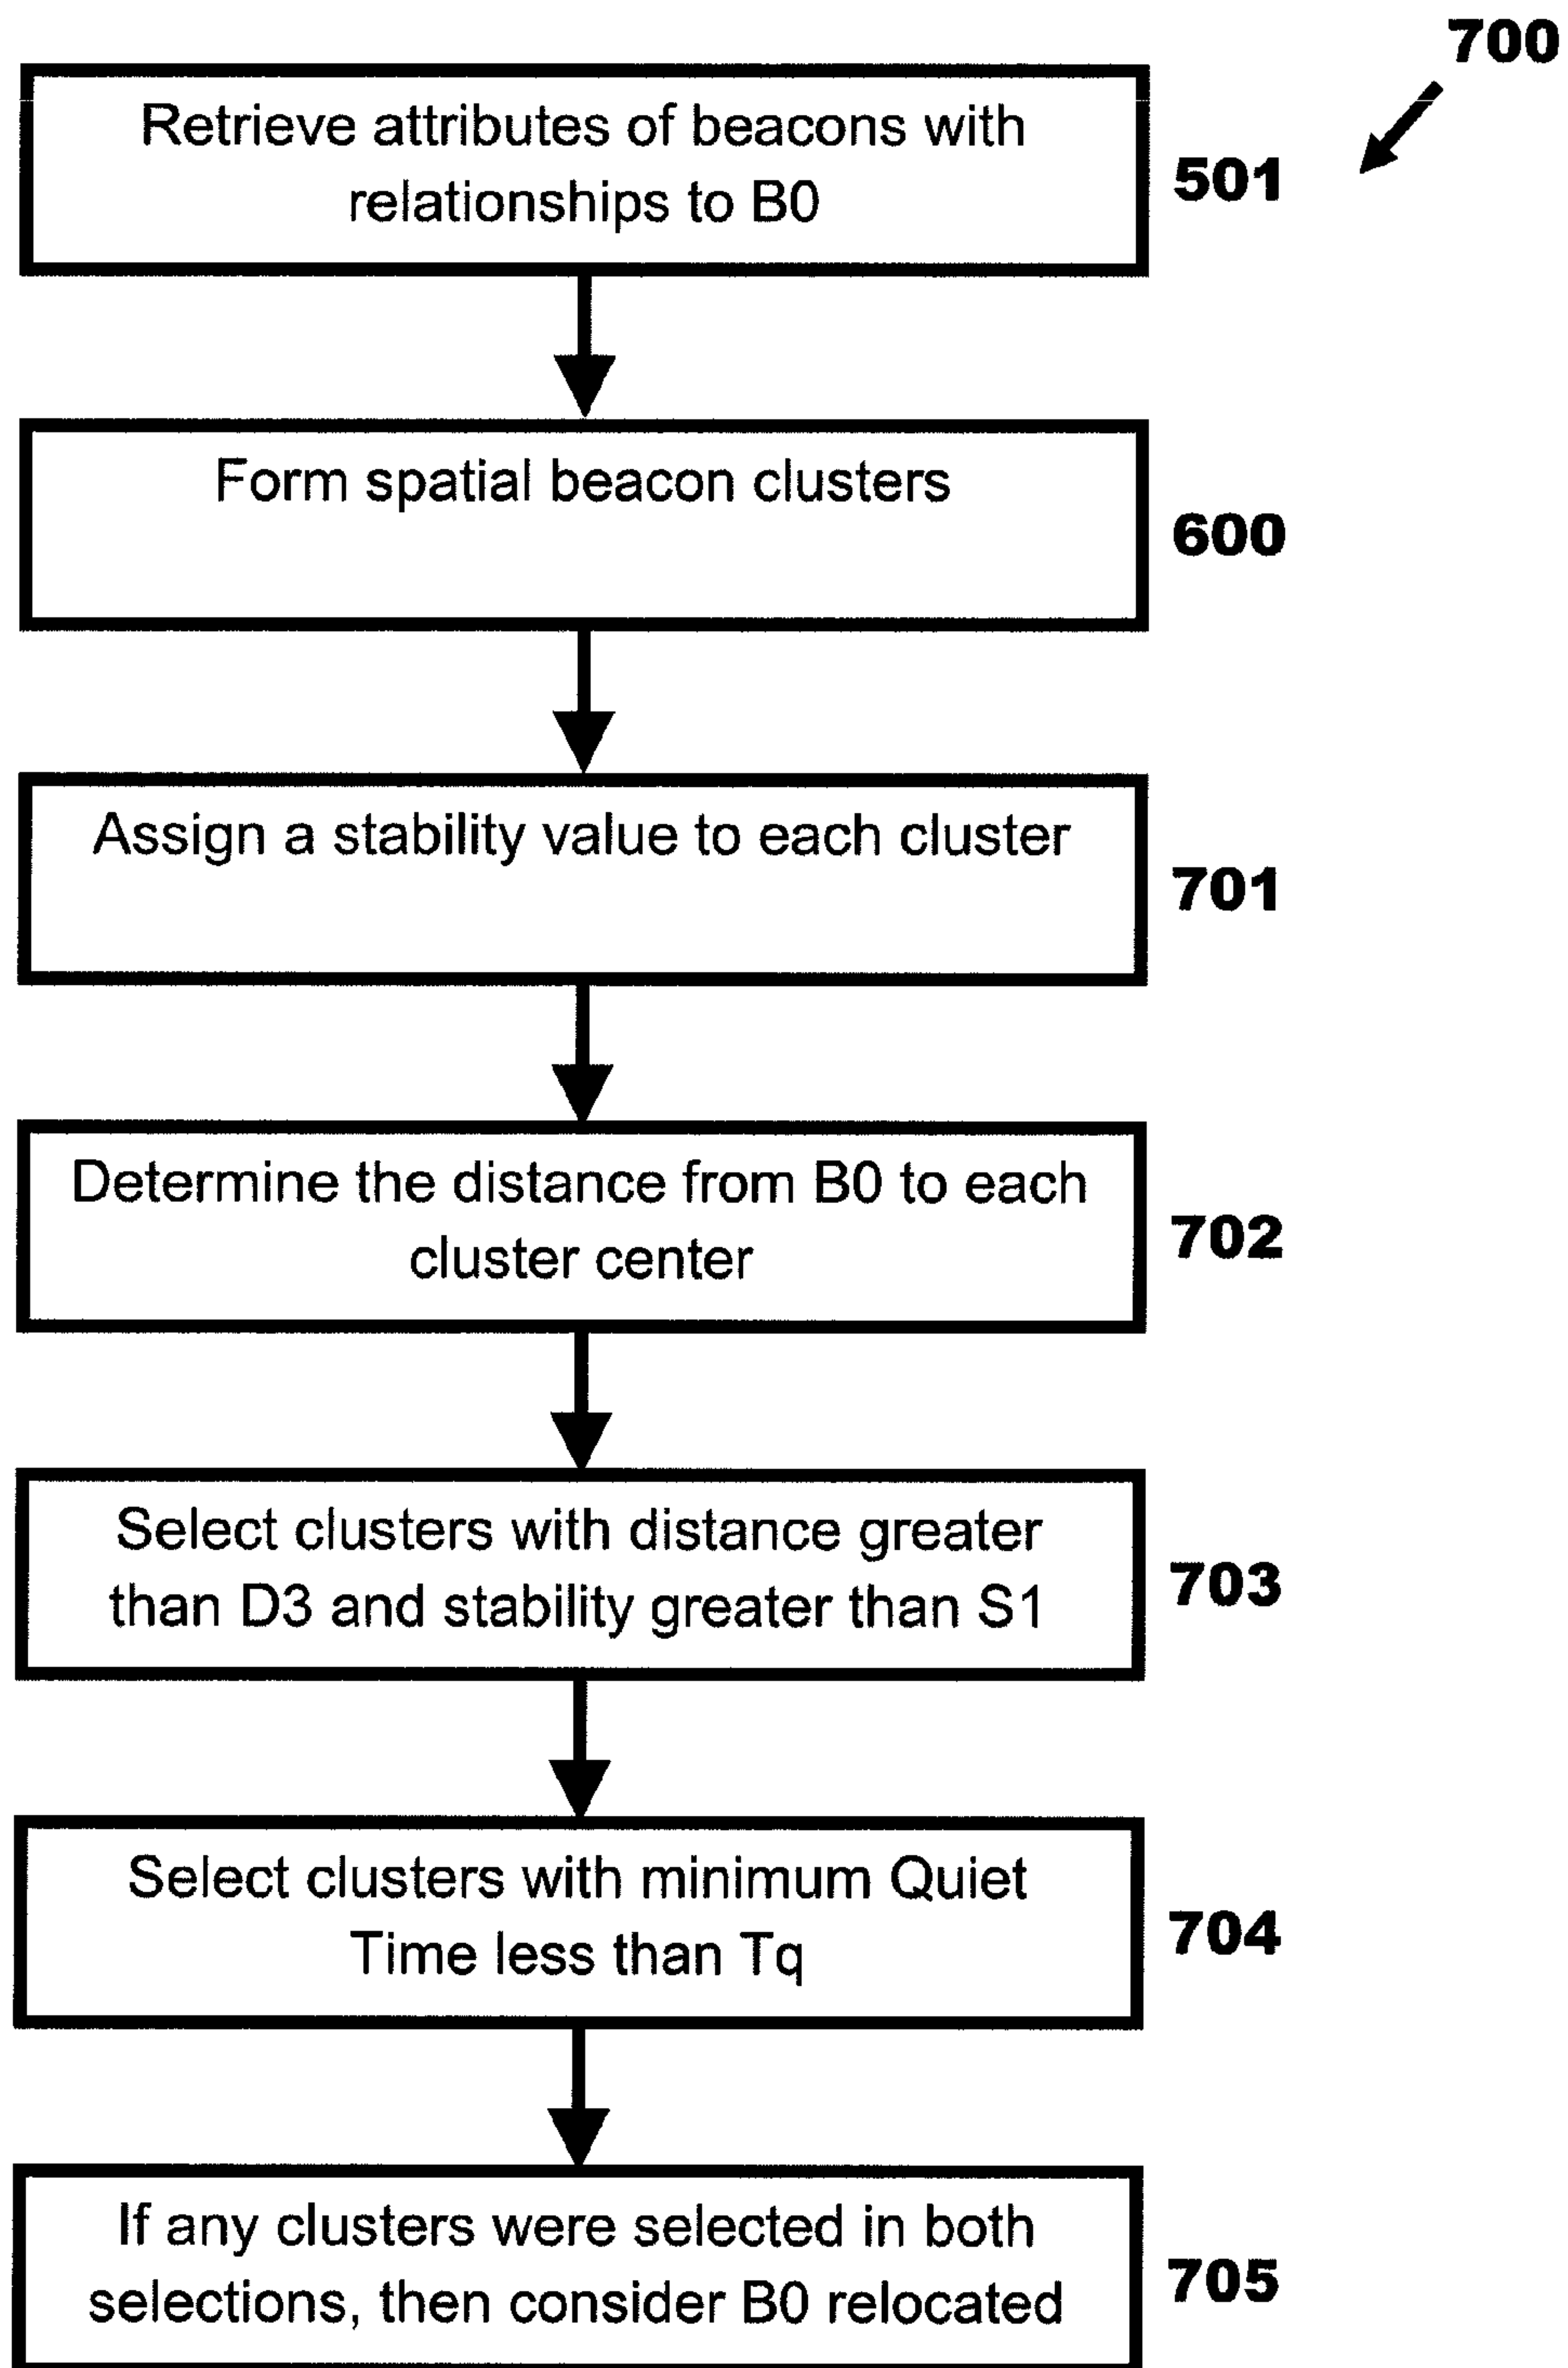 700
Retrieve attributes of beacons with
relationships to B0
501
Form spatial beacon clusters
600
Assign a stability value to each cluster
701
Determine the distance from B0 to each
cluster center
702
Select clusters with distance greater
than D3 and stability greater than S1
703
Select clusters with minimum Quiet
Time less than Tq
704
If any clusters were selected in both
selections, then consider B0 relocated
705